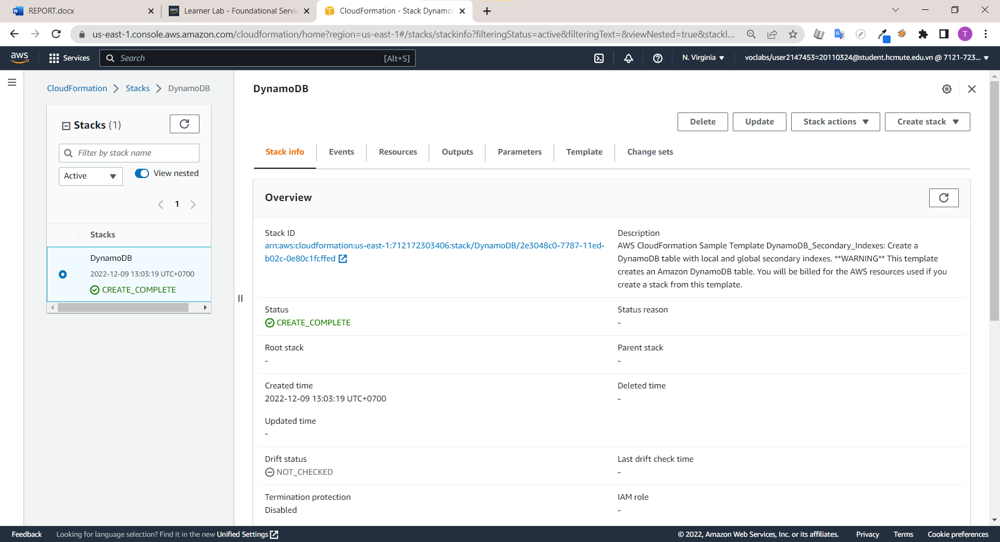 REPORT.docx
Learner Lab - Foundational Servic
CloudFormation - Stack Dynamo
us-east-1.console.aws.amazon.com/cloudformation/home?region=us-east-1#/stacks/stackinfo?filteringStatus=active&filteringText=&viewNested=true&stackI...
T
aws
Services
Search
[Alt+S]
N. Virginia
voclabs/user2147453=20110324@student.hcmute.edu.vn @ 7121-723...
CloudFormation
Stacks
DynamoDB
Stacks (1)
Filter by stack name
Active
View nested
1
Stacks
DynamoDB
2022-12-09 13:03:19 UTC+0700
CREATE_COMPLETE
DynamoDB
Delete
Update
Stack actions
Create stack
Stack info
Events
Resources
Outputs
Parameters
Template
Change sets
Overview
Stack ID
arn:aws:cloudformation:us-east-1:712172303406:stack/DynamoDB/2e3048c0-7787-11ed-
b02c-0e80c1fcffed
Description
AWS CloudFormation Sample Template DynamoDB_Secondary_Indexes: Create a
DynamoDB table with local and global secondary indexes. **WARNING** This template
creates an Amazon DynamoDB table. You will be billed for the AWS resources used if you
create a stack from this template.
Status
CREATE_COMPLETE
Status reason
-
Root stack
-
Parent stack
-
Created time
2022-12-09 13:03:19 UTC+0700
Deleted time
-
Updated time
-
Drift status
NOT_CHECKED
Last drift check time
-
Termination protection
Disabled
IAM role
-
Feedback
Looking for language selection? Find it in the new Unified Settings
© 2022, Amazon Web Services, Inc. or its affiliates.
Privacy
Terms
Cookie preferences